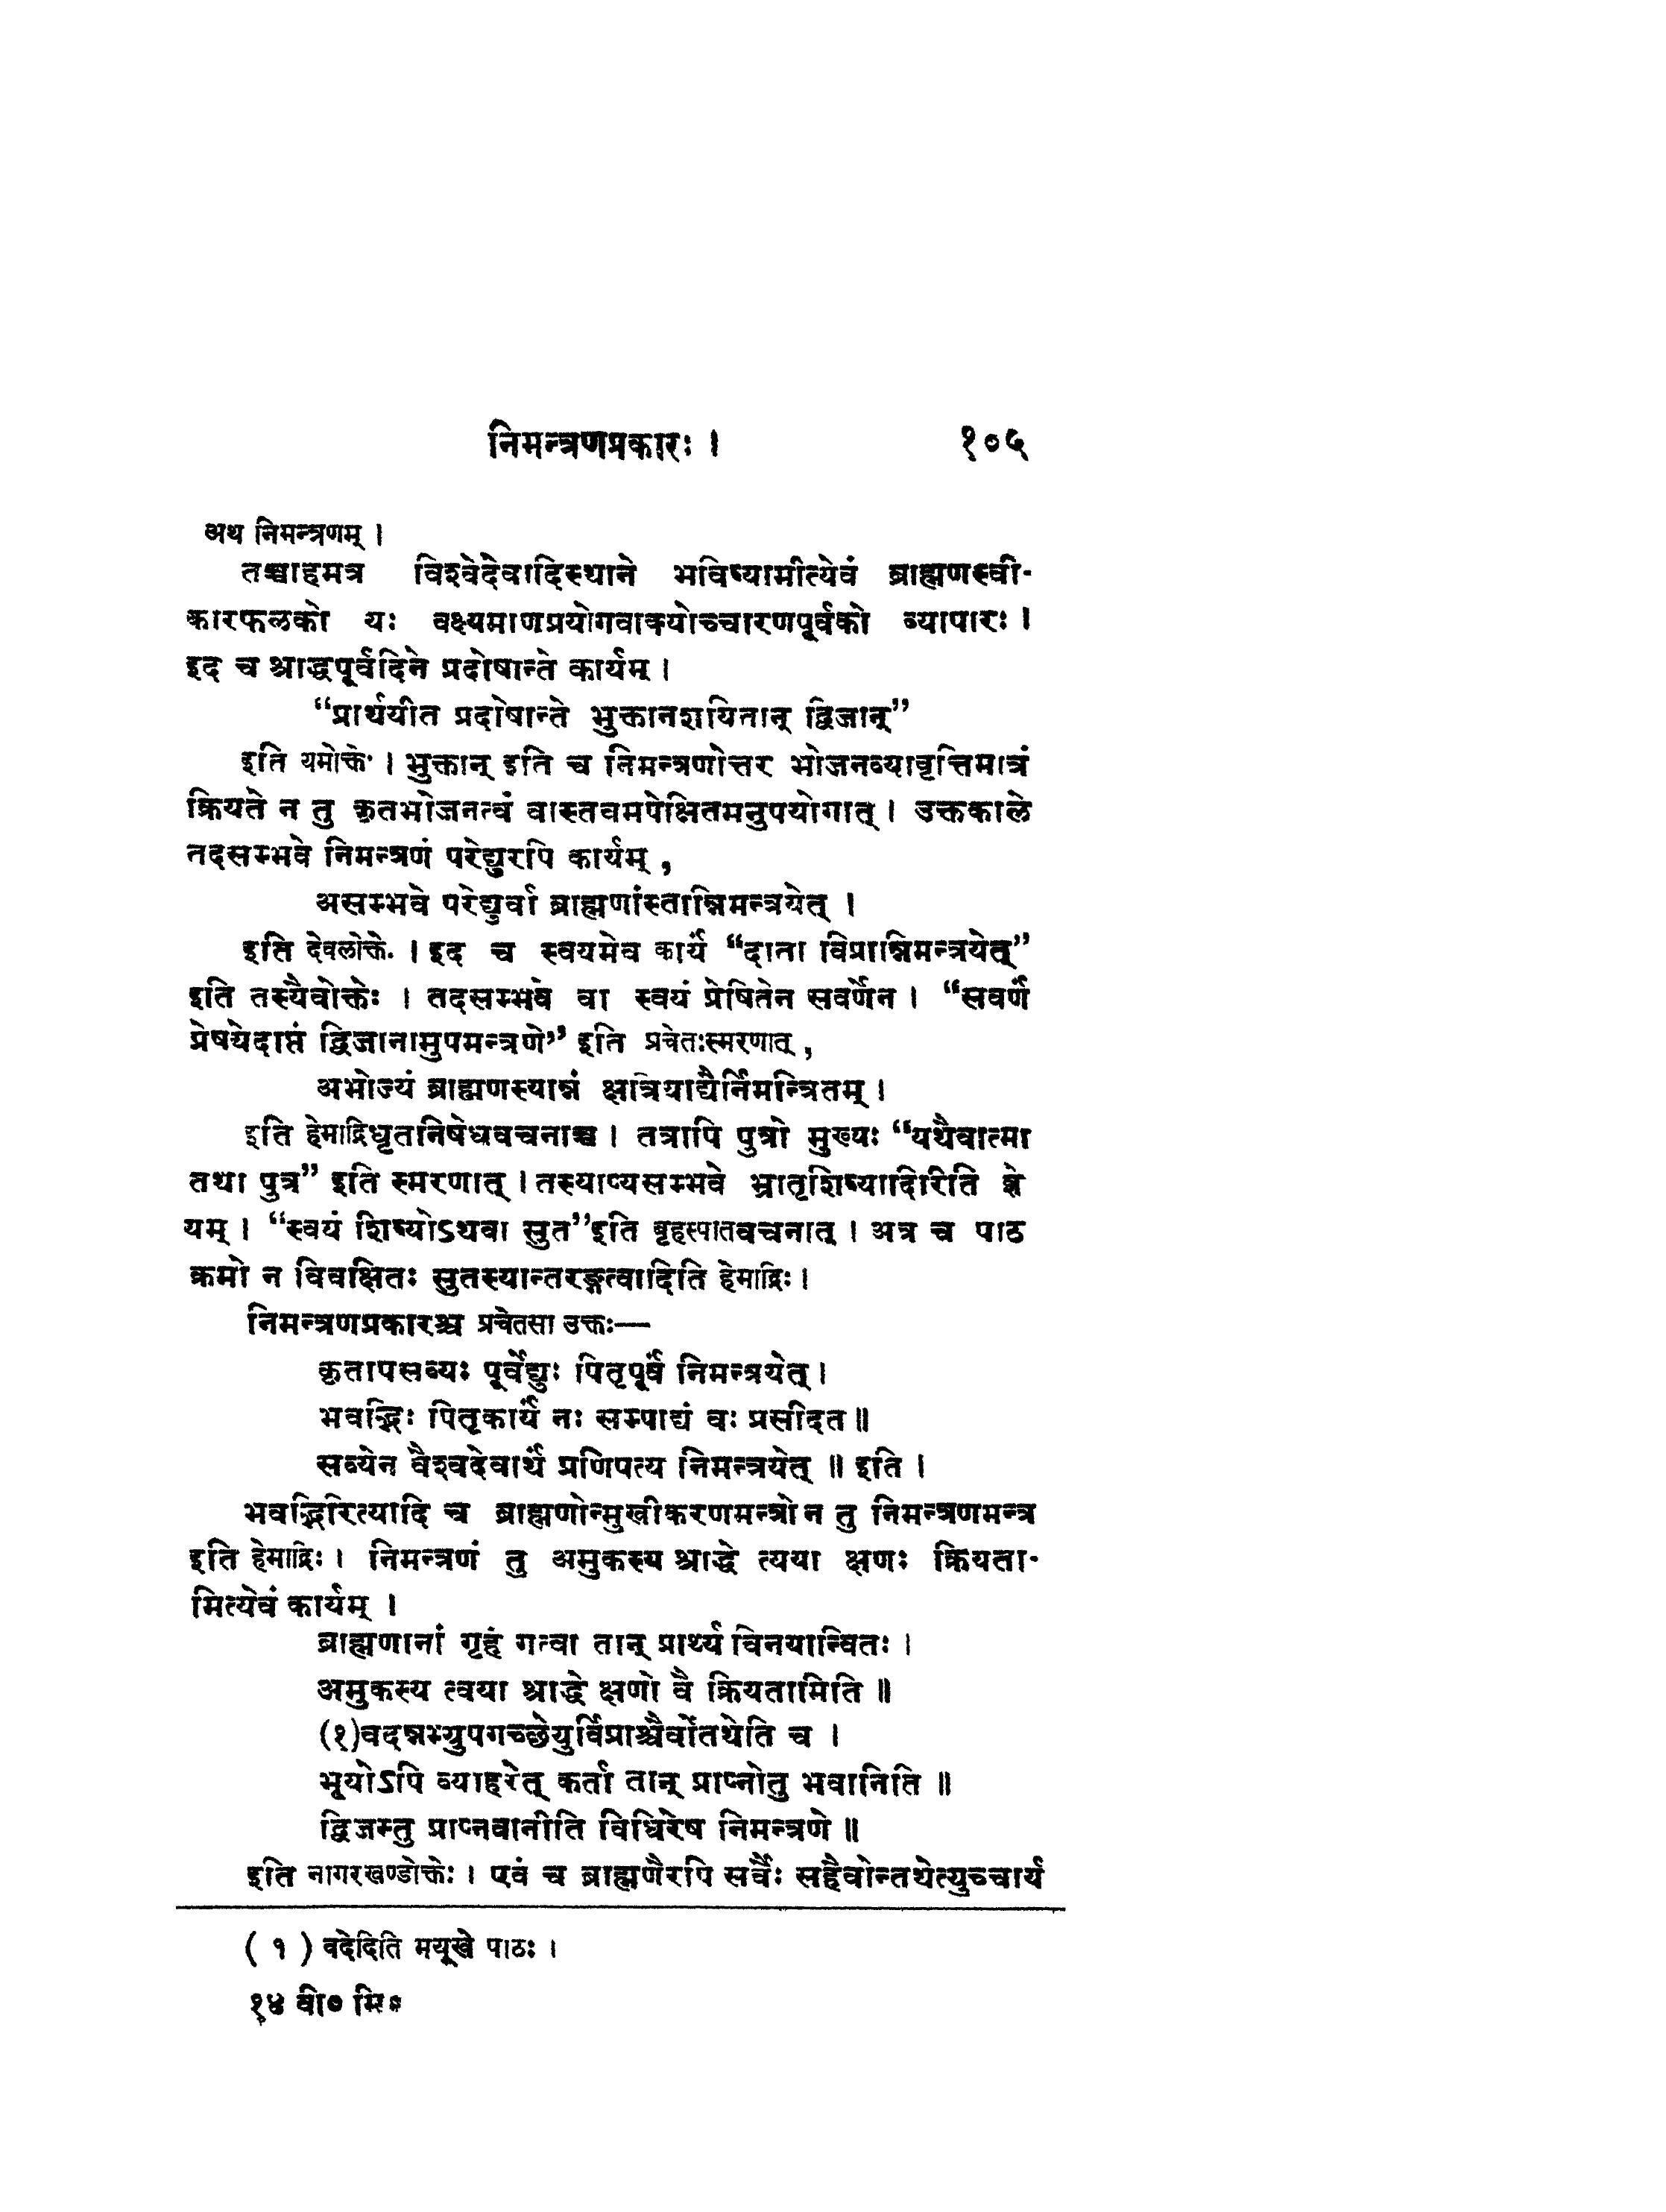 निमन्त्रणप्रकारः । १०५
अथ निमन्त्रणम् ।
तच्चाहमत्र विश्वेदेवादिस्थाने भविष्यामीत्येवं ब्राह्मणस्वी-
कारफलको यः वक्ष्यमाणप्रयोगवाक्योच्चारणपूर्वको व्यापारः ।
इद च श्राद्धपूर्वदिने प्रदोषान्ते कार्यम् ।
“प्रार्थयीत प्रदोषान्ते भुक्तानशयितान् द्विजान्”
इति यमोक्तेः । भुक्तान् इति च निमन्त्रणोत्तर भोजनव्यावृत्तिमात्रं
क्रियते न तु कृतभोजनत्वं वास्तवमपेक्षितमनुपयोगात् । उक्तकाले
तदसम्भवे निमन्त्रणं परेद्युरपि कार्यम् ,
असम्भवे परेद्युर्वा ब्राह्मणांस्तान्निमन्त्रयेत् ।
इति देवलोक्तेः । इद च स्वयमेव कार्यं “दाता विप्रान्निमन्त्रयेत्”
इति तस्यैवोक्तेः । तदसम्भवे वा स्वयं प्रेषितेन सवर्णेन । “सवर्णं
प्रेषयेदाप्तं द्विजानामुपमन्त्रणे” इति प्रचेतःस्मरणात् ,
अभोज्यं ब्राह्मणस्यान्नं क्षत्रियाद्यैर्निमन्त्रितम् ।
इति हेमाद्रिधृतनिषेधवचनाच्च । तत्रापि पुत्रो मुख्यः “यथैवात्मा
तथा पुत्र” इति स्मरणात् । तस्याप्यसम्भवे भ्रातृशिष्यादिरिति ज्ञे
यम् । “स्वयं शिष्योऽथवा सुत” इति बृहस्पातवचनात् । अत्र च पाठ
क्रमो न विवक्षितः सुतस्यान्तरङ्गत्वादिति हेमाद्रिः ।
निमन्त्रणप्रकारश्च प्रचेतसा उक्तः—
कृतापसव्यः पूर्वेद्युः पितृपूर्वं निमन्त्रयेत् ।
भवद्भिः पितृकार्यं नः सम्पाद्यं वः प्रसीदत ॥
सव्येन वैश्वदेवार्थं प्रणिपत्य निमन्त्रयेत् ॥ इति ।
भवद्भिरित्यादि च ब्राह्मणोन्मुखीकरणमन्त्रो न तु निमन्त्रणमन्त्र
इति हेमाद्रिः । निमन्त्रणं तु अमुकस्य श्राद्धे त्यया क्षणः क्रियता-
मित्येवं कार्यम् ।
ब्राह्मणानां गृहं गत्वा तान् प्रार्थ्य विनयान्वितः ।
अमुकस्य त्वया श्राद्धे क्षणो वै क्रियतामिति ॥
(१)वदन्नभ्युपगच्छेयुर्विप्राश्चैवोंतथेति च ।
भूयोऽपि व्याहरेत् कर्ता तान् प्राप्नोतु भवानिति ॥
द्विजस्तु प्राप्नवानीति विधिरेष निमन्त्रणे ॥
इति नागरखण्डोक्तेः । एवं च ब्राह्मणैरपि सर्वैः सहैवोन्तथेत्युच्चार्य
( १ ) वदेदिति मयूखे पाठः ।
१४ वी० मि०